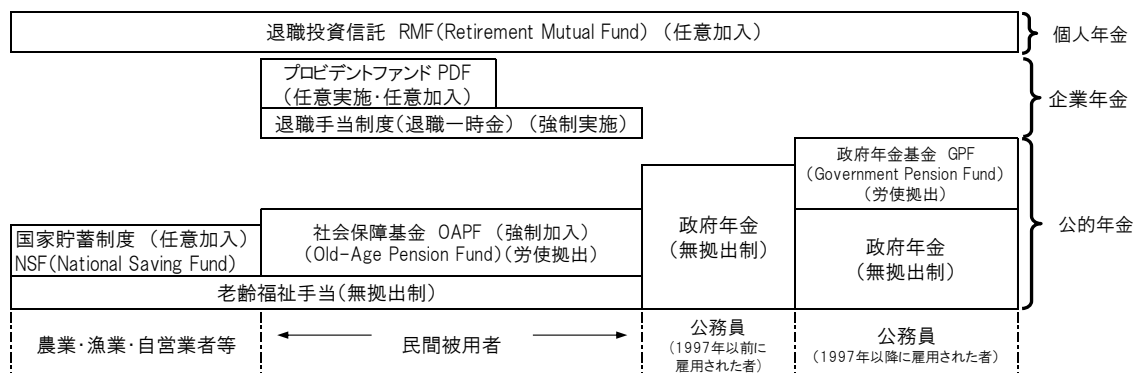 退職投資信託 RMF(Retirement Mutual Fund) (任意加入)
個人年金
プロビデントファンド PDF
(任意実施・任意加入)
退職手当制度(退職一時金) (強制実施)
企業年金
政府年金基金 GPF
(Government Pension Fund)
(労使拠出)
国家貯蓄制度 (任意加入)
NSF(National Saving Fund)
社会保障基金 OAPF (強制加入)
(Old-Age Pension Fund)(労使拠出)
政府年金
(無拠出制)
政府年金
(無拠出制)
公的年金
老齢福祉手当(無拠出制)
農業・漁業・自営業者等
民間被用者
公務員
(1997年以前に
雇用された者)
公務員
(1997年以降に雇用された者)